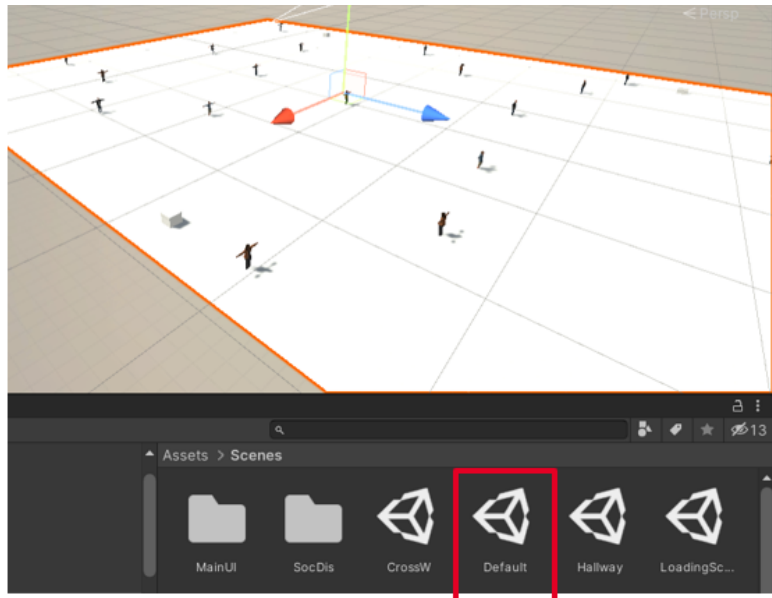 Persp
13
Assets > Scenes
MainUI
SocDis
CrossW
Default
Hallway
LoadingSc...